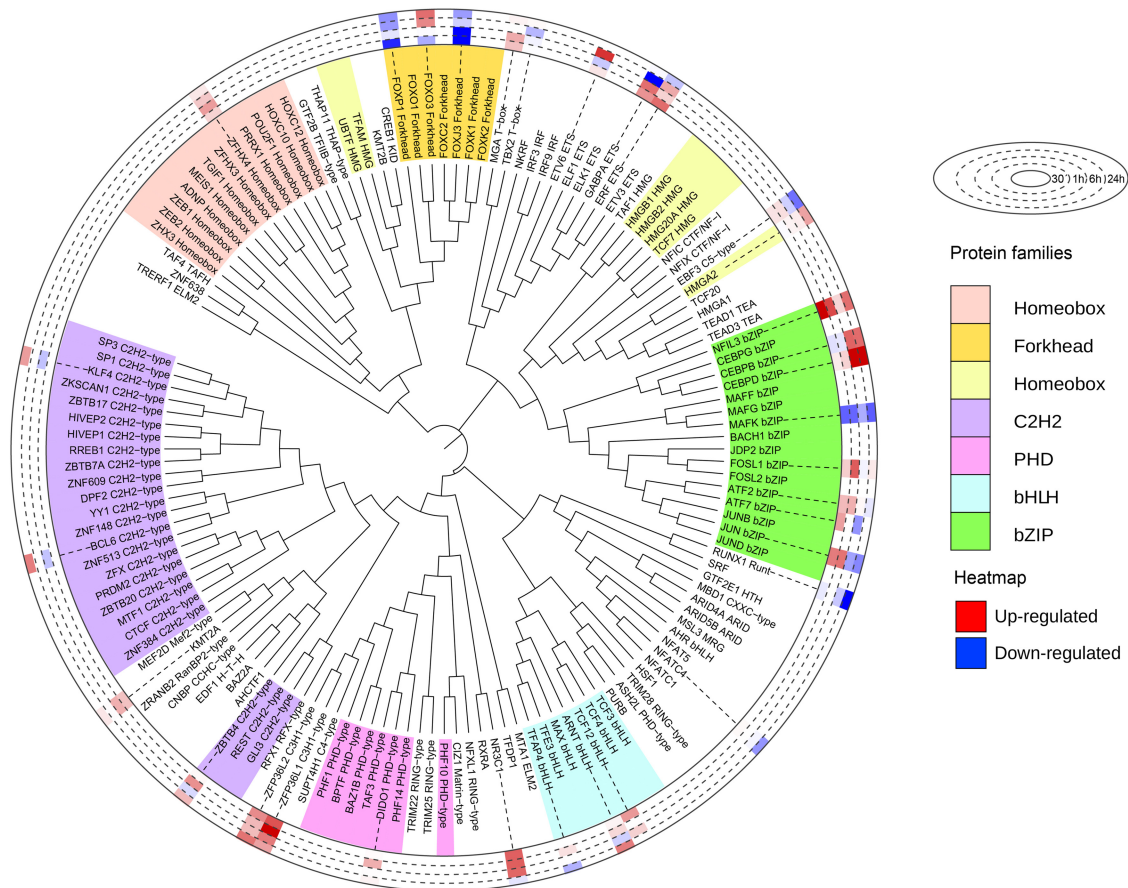 TRERF1 ELM2
ZNF638
TAF4 TAFH
ZHX3 Homeobox
ZEB2 Homeobox
ZEB1 Homeobox
ADNP Homeobox
MEIS1 Homeobox
TGIF1 Homeobox
ZFHX3 Homeobox
PRRX1 Homeobox
ZFHX4 Homeobox
POU2F1 Homeobox
HOXC10 Homeobox
HOXC12 Homeobox
GTF2B TFIIB-type
THAP11 THAP-type
UBTF HMG
TFAM HMG
KMT2B
CREB1 KID
FOXP1 Forkhead
FOXO1 Forkhead
FOXO3 Forkhead
FOXC2 Forkhead
FOXJ3 Forkhead
FOXK1 Forkhead
FOXK2 Forkhead
MGA T-box
TBX2 T-box
NKRF
IRF3 IRF
IRF9 IRF
ETV6 ETS
ELF1 ETS
ELK1 ETS
GABPA ETS
ERF ETS
ETV3 ETS
TAF1 HMG
HMGB1 HMG
HMGB2 HMG
HMG20A HMG
TCF7 HMG
NFIC CTF/NF-I
NFIX CTF/NF-I
EBF3 C5-type
HMGA2
TCF20
HMGA1
TEAD1 TEA
TEAD3 TEA
NFIL3 bZIP
CEBPG bZIP
CEBPB bZIP
CEBPD bZIP
MAFF bZIP
MAFG bZIP
MAFK bZIP
BACH1 bZIP
JDP2 bZIP
FOSL1 bZIP
FOSL2 bZIP
ATF2 bZIP
ATF7 bZIP
JUNB bZIP
JUN bZIP
JUND bZIP
RUNX1 Runt
SRF
GTF2E1 HTH
MBD1 CXXC-type
ARID4A ARID
ARID5B ARID
MSL3 MRG
AHR bHLH
NFAT5
NFATC4
NFATC1
HSF1
TRIM28 RING-type
ASH2L PHD-type
PURB
TCF3 bHLH
TCF4 bHLH
TCF12 bHLH
ARNT bHLH
MAX bHLH
TFE3 bHLH
TFAP4 bHLH
MTA1 ELM2
TFDP1
NR3C1
RXRA
NFXL1 RING-type
CIZ1 Matrin-type
PHF10 PHD-type
TRIM25 RING-type
TRIM22 RING-type
PHF14 PHD-type
DIDO1 PHD-type
TAF3 PHD-type
BAZ1B PHD-type
BPTF PHD-type
PHF1 PHD-type
SUPT4H1 C4-type
ZFP36L1 C3H1-type
ZFP36L2 C3H1-type
RFX1 RFX-type
GLI3 C2H2-type
REST C2H2-type
ZBTB4 C2H2-type
AHCTF1
BAZ2A
EDF1 H-T-H
CNBP CCHC-type
ZRANB2 RanBP2-type
KMT2A
MEF2D Mef2-type
ZNF384 C2H2-type
CTCF C2H2-type
MTF1 C2H2-type
ZBTB20 C2H2-type
PRDM2 C2H2-type
ZFX C2H2-type
ZNF513 C2H2-type
BCL6 C2H2-type
ZNF148 C2H2-type
YY1 C2H2-type
DPF2 C2H2-type
ZNF609 C2H2-type
ZBTB7A C2H2-type
RREB1 C2H2-type
HIVEP1 C2H2-type
HIVEP2 C2H2-type
ZBTB17 C2H2-type
ZKSCAN1 C2H2-type
KLF4 C2H2-type
SP1 C2H2-type
SP3 C2H2-type
30' 1h 6h 24h
Protein families
Homeobox
Forkhead
Homeobox
C2H2
PHD
bHLH
bZIP
Heatmap
Up-regulated
Down-regulated